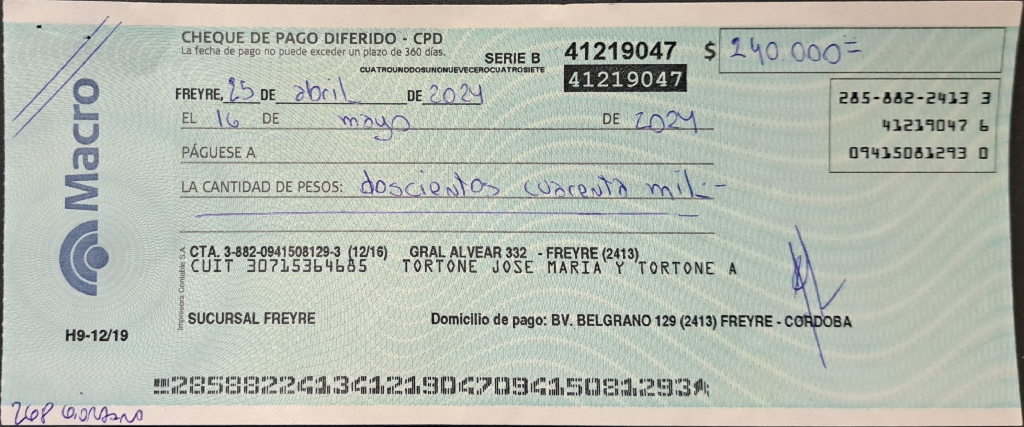 CHEQUE DE PAGO DIFERIDO - CPD
La fecha de pago no puede exceder un plazo de 360 días.
SERIE B 41219047 $ 240.000=
CUATROUNODOSUNONUEVECEROCUATROSIETE
41219047
FREYRE, 25 DE abril DE 2024
285-882-2413 3
EL 16 DE mayo DE 2024
41219047 6
PÁGUESE A
09415081293 0
LA CANTIDAD DE PESOS: doscientos cuarenta mil.-
Macro
Impresora Contable S.A.
CTA. 3-882-0941508129-3 (12/16) GRAL ALVEAR 332 - FREYRE (2413)
CUIT 30715364685 TORTONE JOSE MARIA Y TORTONE A
SUCURSAL FREYRE Domicilio de pago: BV. BELGRANO 129 (2413) FREYRE - CORDOBA
H9-12/19
28588224134121904709415081293
268